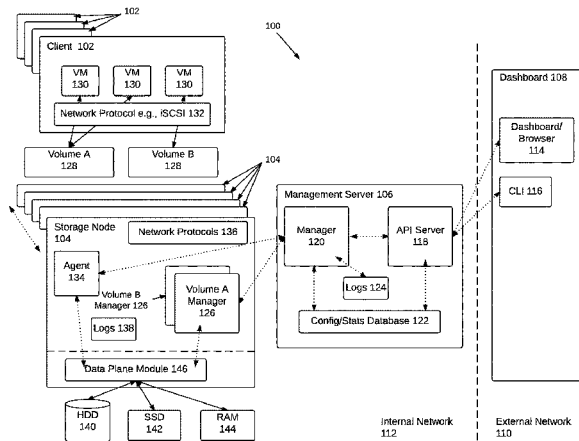 102
Client 102
VM
130
VM
130
VM
130
Network Protocol e.g., iSCSI 132
Volume A
128
Volume B
128
100
104
Storage Node
104
Network Protocols 136
Agent
134
Volume B
Manager 126
Volume A
Manager
126
Logs 138
Data Plane Module 146
HDD
140
SSD
142
RAM
144
Management Server 106
Manager
120
API Server
118
Logs 124
Config/Stats Database 122
Internal Network
112
Dashboard 108
Dashboard/
Browser
114
CLI 116
External Network
110